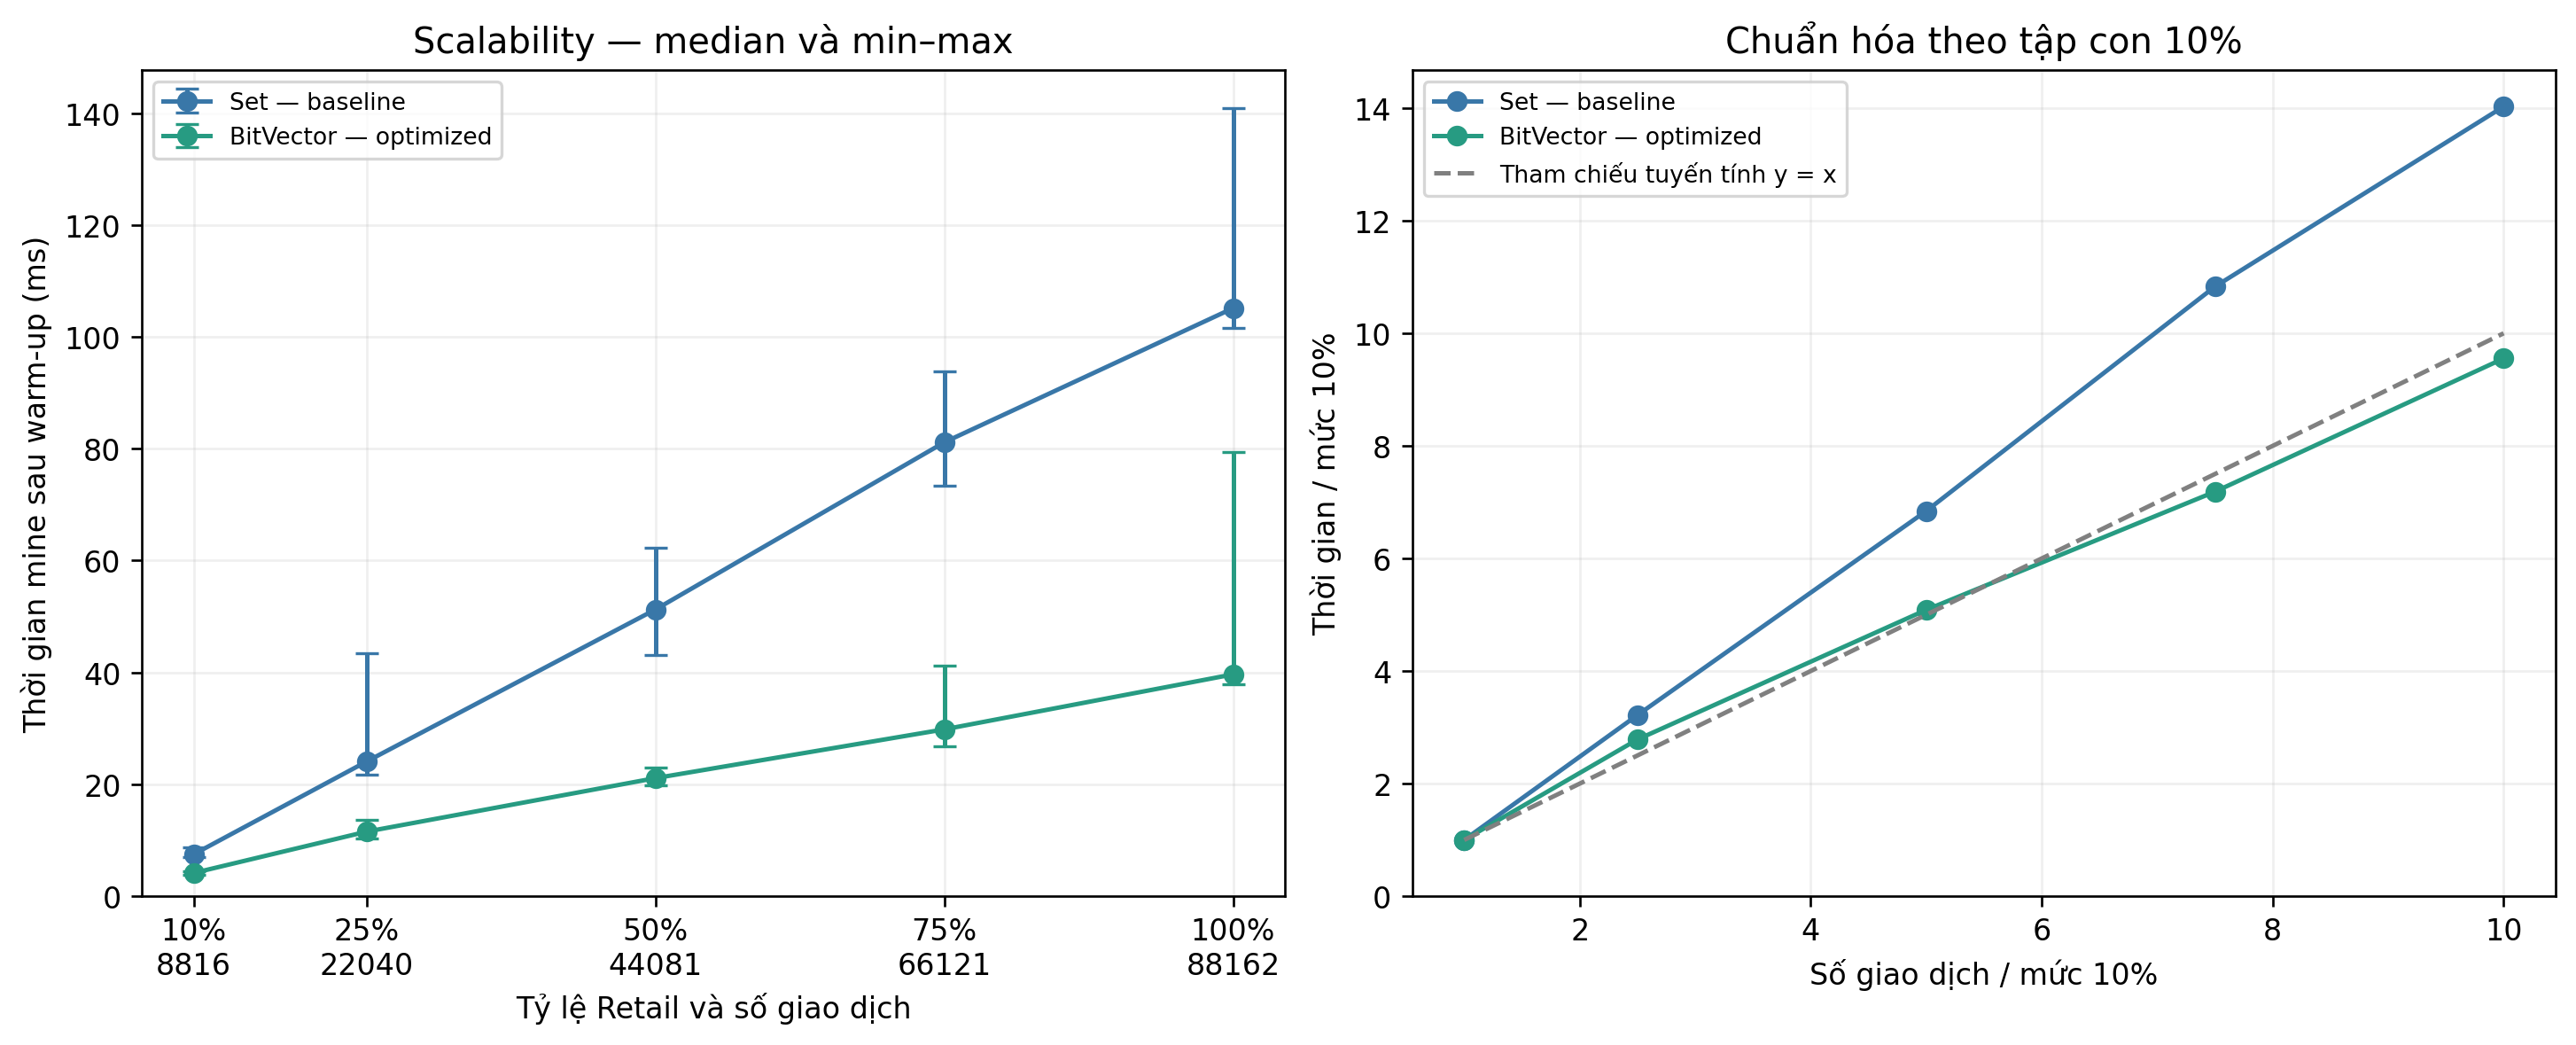 Scalability — median và min–max
Set — baseline
BitVector — optimized
Thời gian mine sau warm-up (ms)
140
120
100
80
60
40
20
0
10%
8816
25%
22040
50%
44081
75%
66121
100%
88162
Tỷ lệ Retail và số giao dịch
Chuẩn hóa theo tập con 10%
Set — baseline
BitVector — optimized
Tham chiếu tuyến tính y = x
Thời gian / mức 10%
14
12
10
8
6
4
2
0
2
4
6
8
10
Số giao dịch / mức 10%